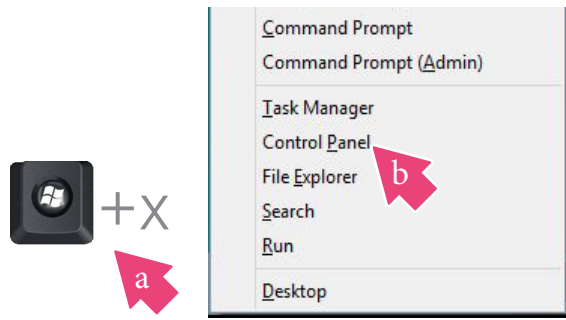 +X
a
Command Prompt
Command Prompt (Admin)
Task Manager
Control Panel
b
File Explorer
Search
Run
Desktop